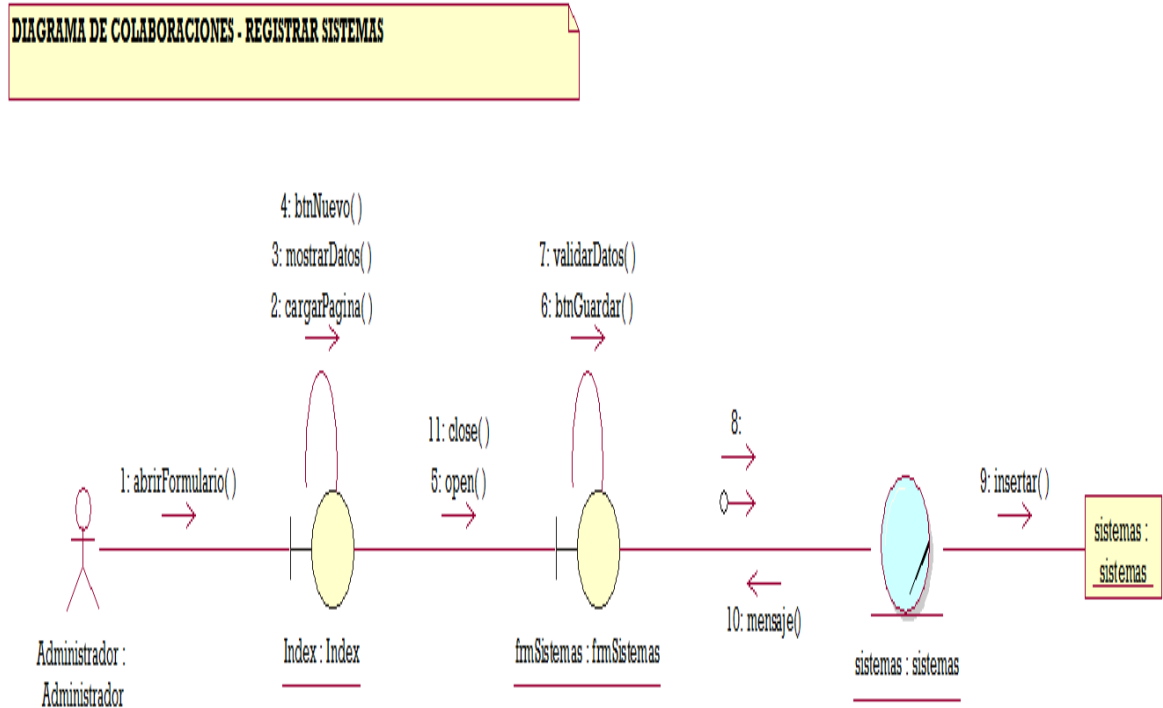 DIAGRAMA DE COLABORACIONES - REGISTRAR SISTEMAS
4: btnNuevo( )
3: mostrarDatos( )
2: cargarPagina( )
7: validarDatos( )
6: btnGuardar( )
1: abrirFormulario( )
11: close( )
5: open( )
8:
9: insertar( )
10: mensaje()
sistemas :
sistemas
Administrador :
Administrador
Index : Index
frmSistemas : frmSistemas
sistemas : sistemas